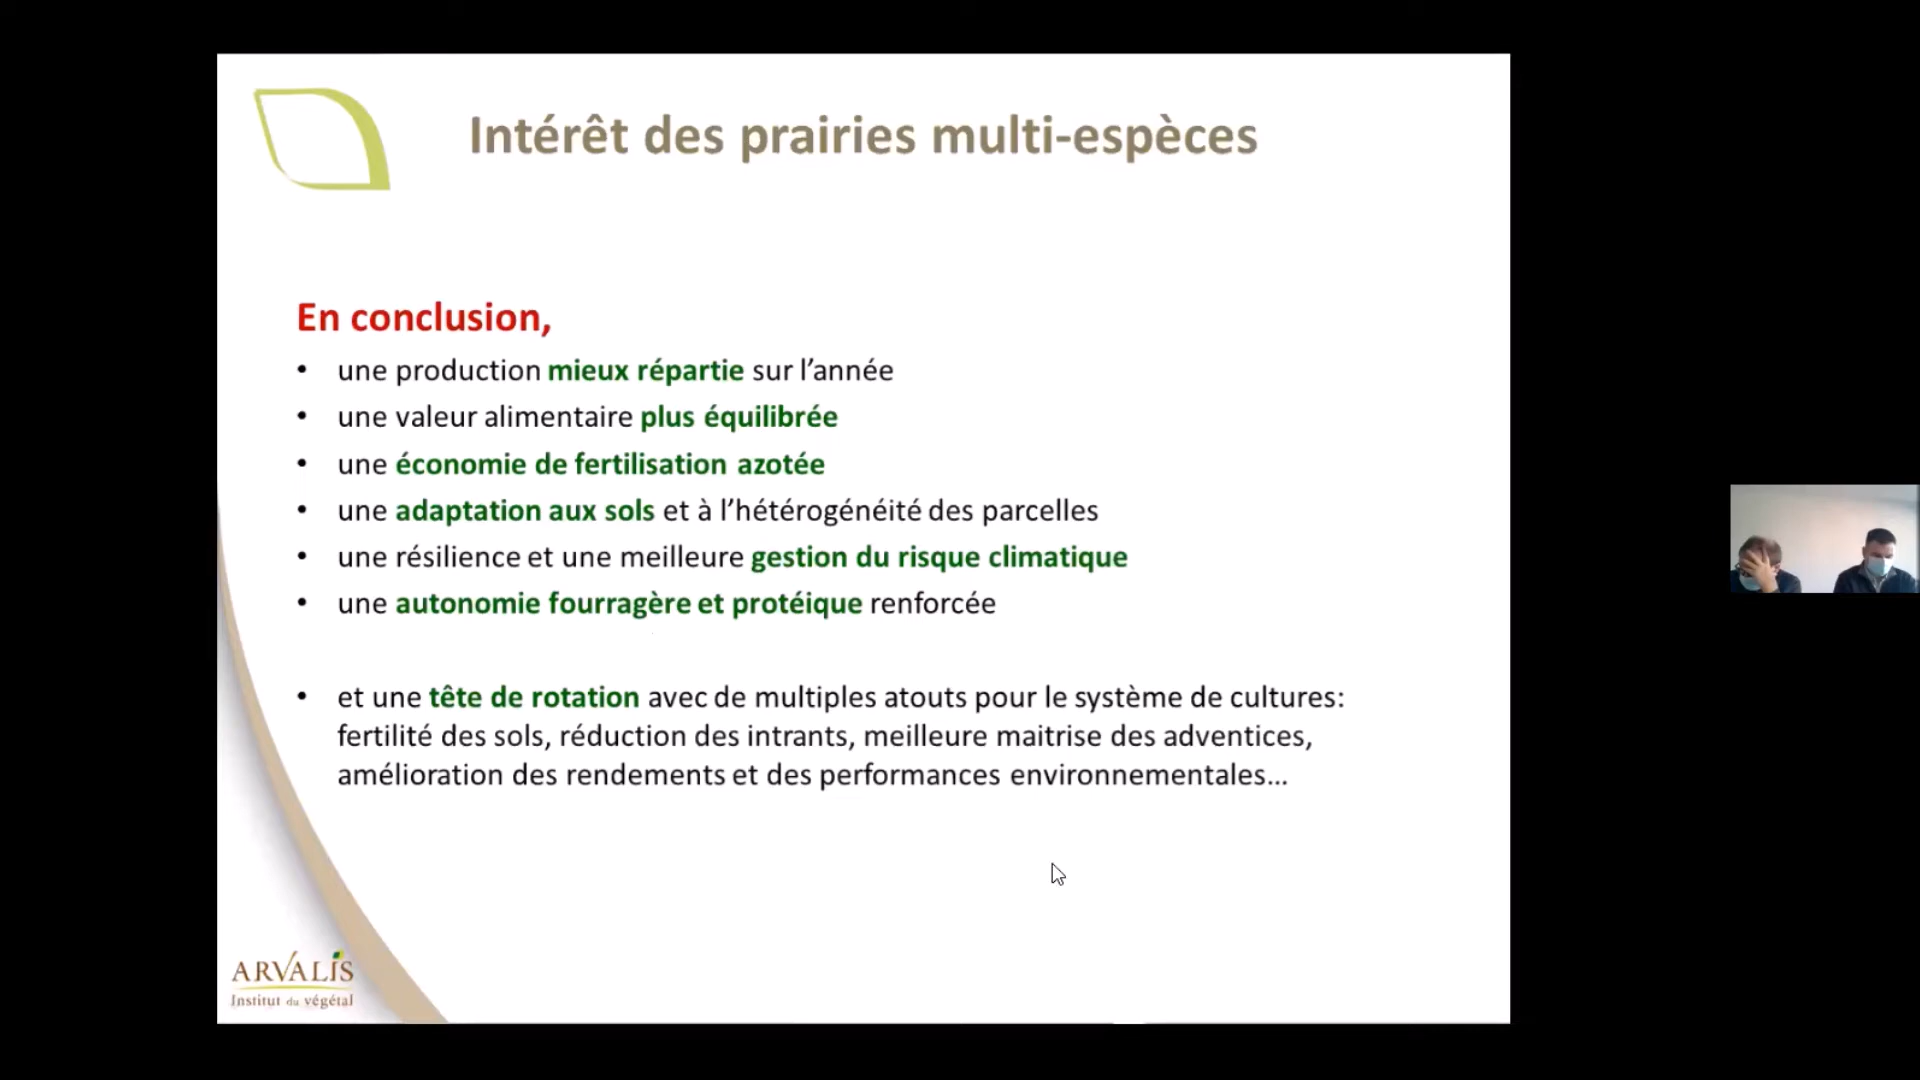 Intérêt des prairies multi-espèces
En conclusion,
• une production mieux répartie sur l’année
• une valeur alimentaire plus équilibrée
• une économie de fertilisation azotée
• une adaptation aux sols et à l’hétérogénéité des parcelles
• une résilience et une meilleure gestion du risque climatique
• une autonomie fourragère et protéique renforcée
• et une tête de rotation avec de multiples atouts pour le système de cultures:
fertilité des sols, réduction des intrants, meilleure maitrise des adventices,
amélioration des rendements et des performances environnementales…
ARVALIS
Institut du végétal